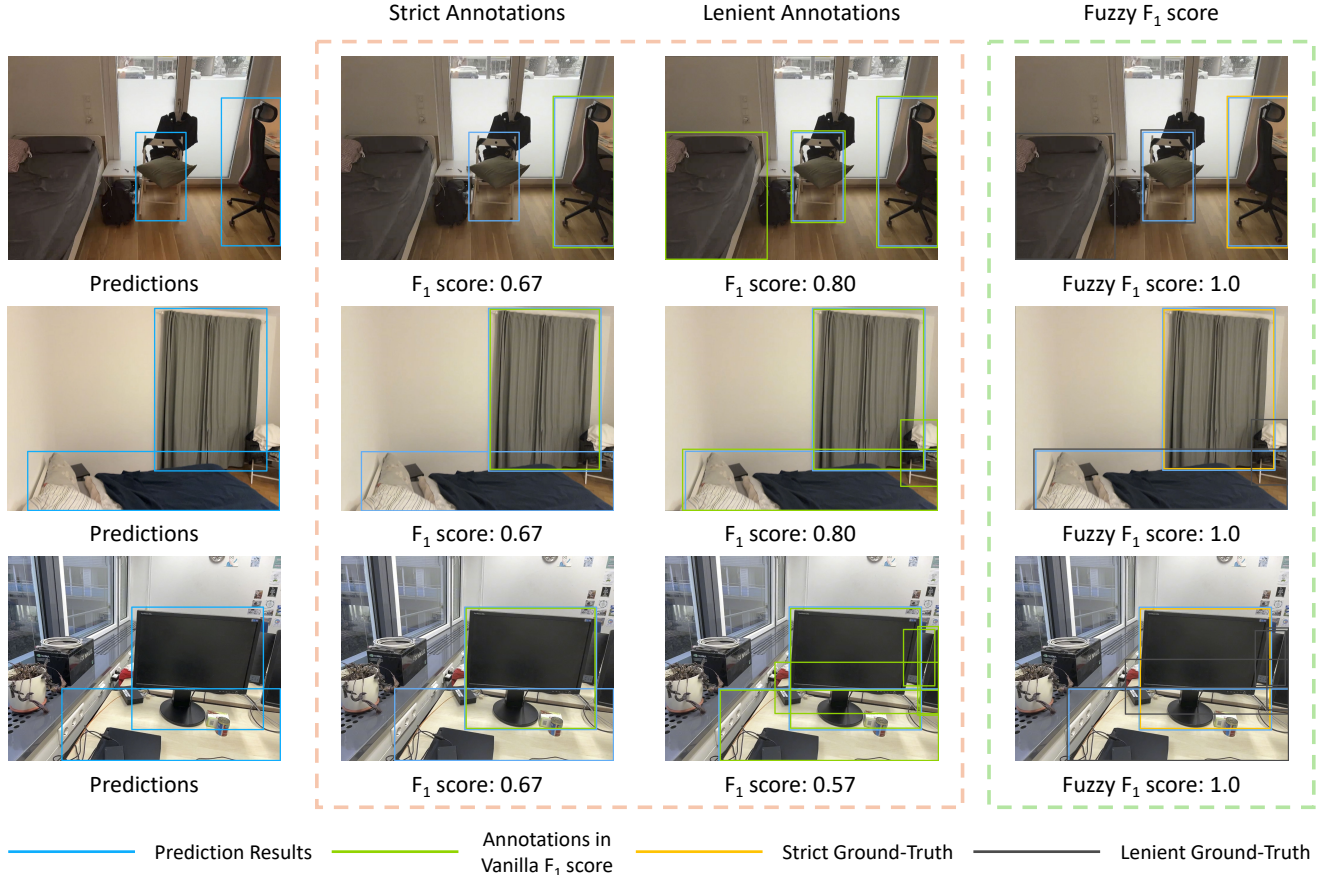 Strict Annotations
Lenient Annotations
Fuzzy F₁ score
Predictions
F₁ score: 0.67
F₁ score: 0.80
Fuzzy F₁ score: 1.0
Predictions
F₁ score: 0.67
F₁ score: 0.80
Fuzzy F₁ score: 1.0
Predictions
F₁ score: 0.67
F₁ score: 0.57
Fuzzy F₁ score: 1.0
Prediction Results
Annotations in
Vanilla F₁ score
Strict Ground-Truth
Lenient Ground-Truth